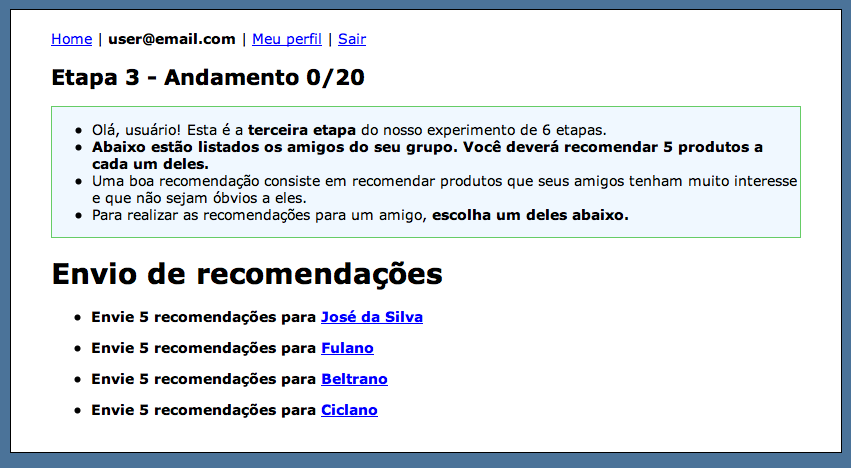 Home | user@email.com | Meu perfil | Sair
Etapa 3 - Andamento 0/20
Olá, usuário! Esta é a terceira etapa do nosso experimento de 6 etapas.
Abaixo estão listados os amigos do seu grupo. Você deverá recomendar 5 produtos a
cada um deles.
Uma boa recomendação consiste em recomendar produtos que seus amigos tenham muito interesse
e que não sejam óbvios a eles.
Para realizar as recomendações para um amigo, escolha um deles abaixo.
Envio de recomendações
Envie 5 recomendações para José da Silva
Envie 5 recomendações para Fulano
Envie 5 recomendações para Beltrano
Envie 5 recomendações para Ciclano